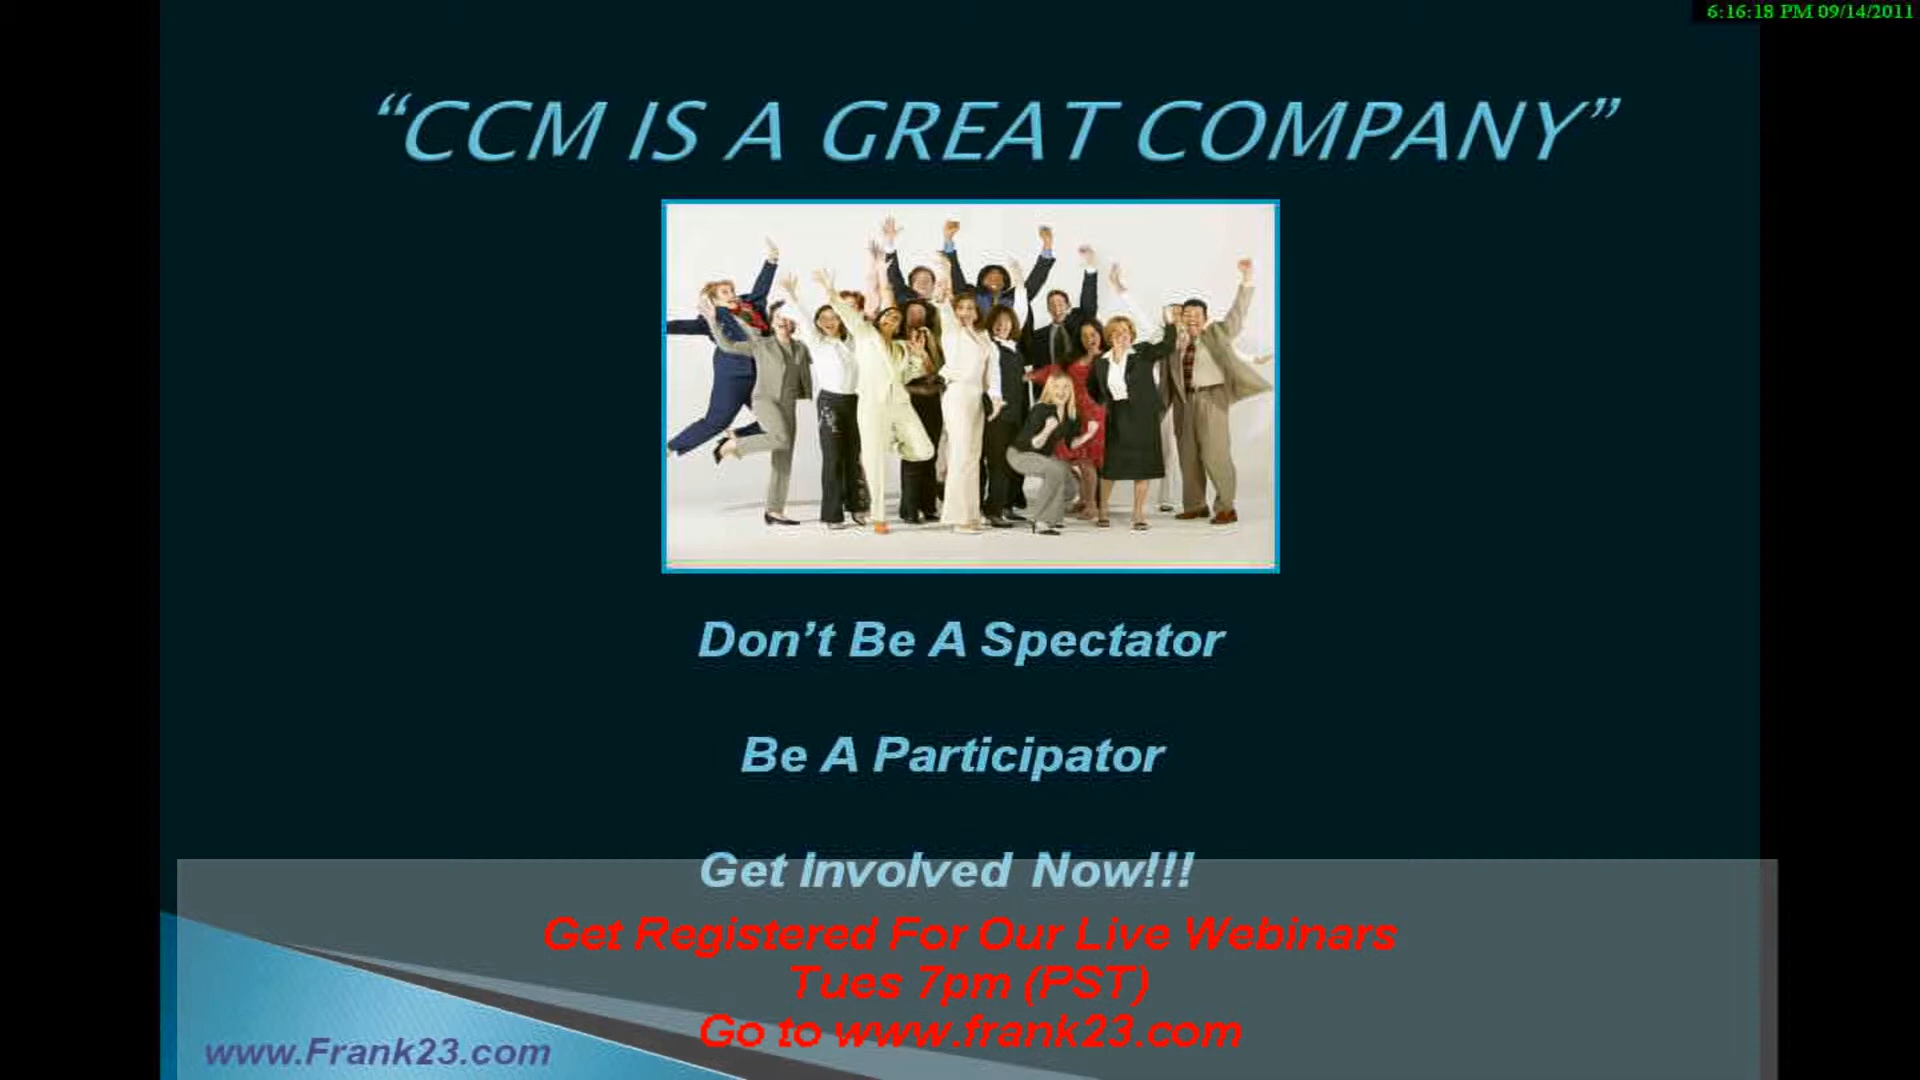 6:16:18 PM 09/14/2011
“CCM IS A GREAT COMPANY”
Don’t Be A Spectator
Be A Participator
Get Involved Now!!!
Get Registered For Our Live Webinars
Tues 7pm (PST)
Go to www.frank23.com
www.Frank23.com